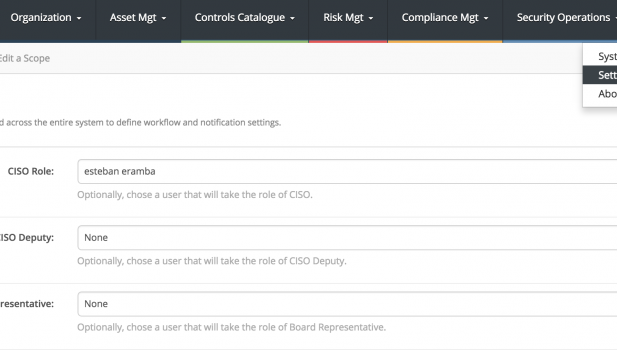 Organization Asset Mgt Controls Catalogue Risk Mgt Compliance Mgt Security Operations
Edit a Scope
Syst
Sett
Abo
d across the entire system to define workflow and notification settings.
CISO Role: esteban eramba
Optionally, chose a user that will take the role of CISO.
CISO Deputy: None
Optionally, chose a user that will take the role of CISO Deputy.
resentative: None
Optionally, chose a user that will take the role of Board Representative.